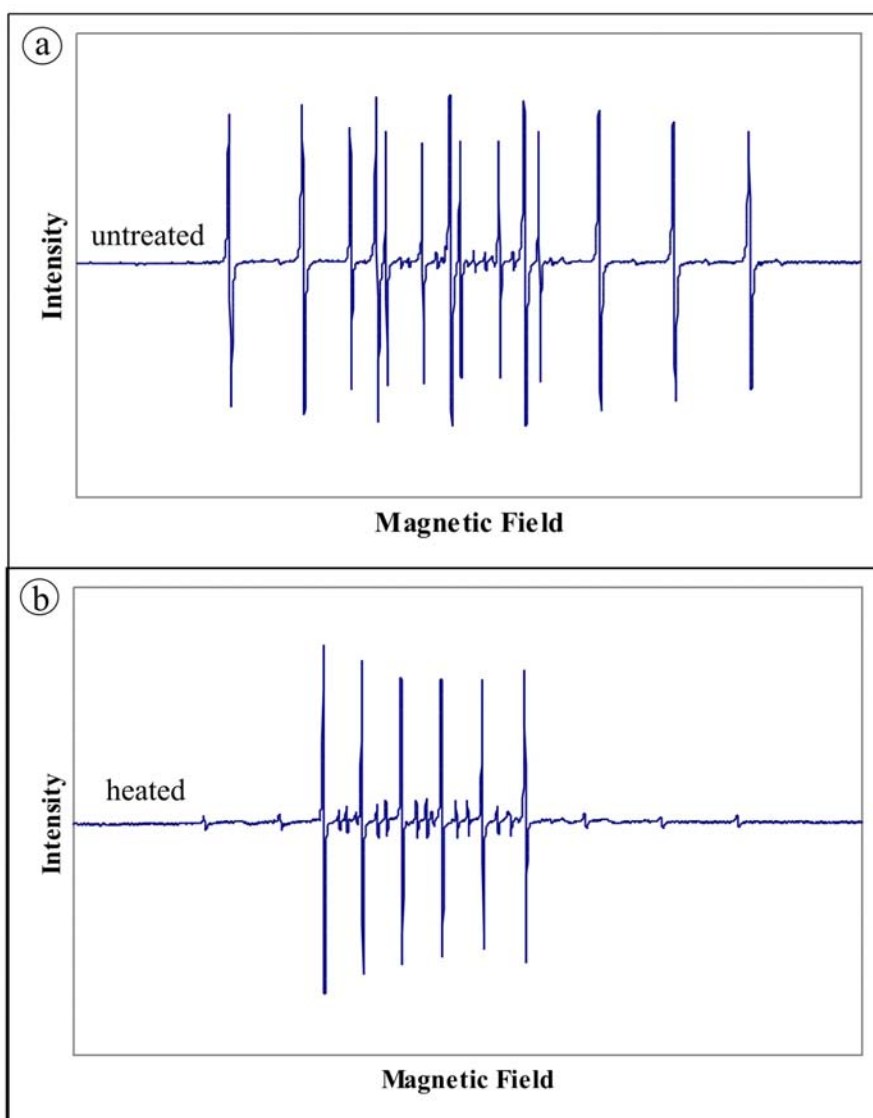 a
untreated
Intensity
Magnetic Field
b
heated
Intensity
Magnetic Field